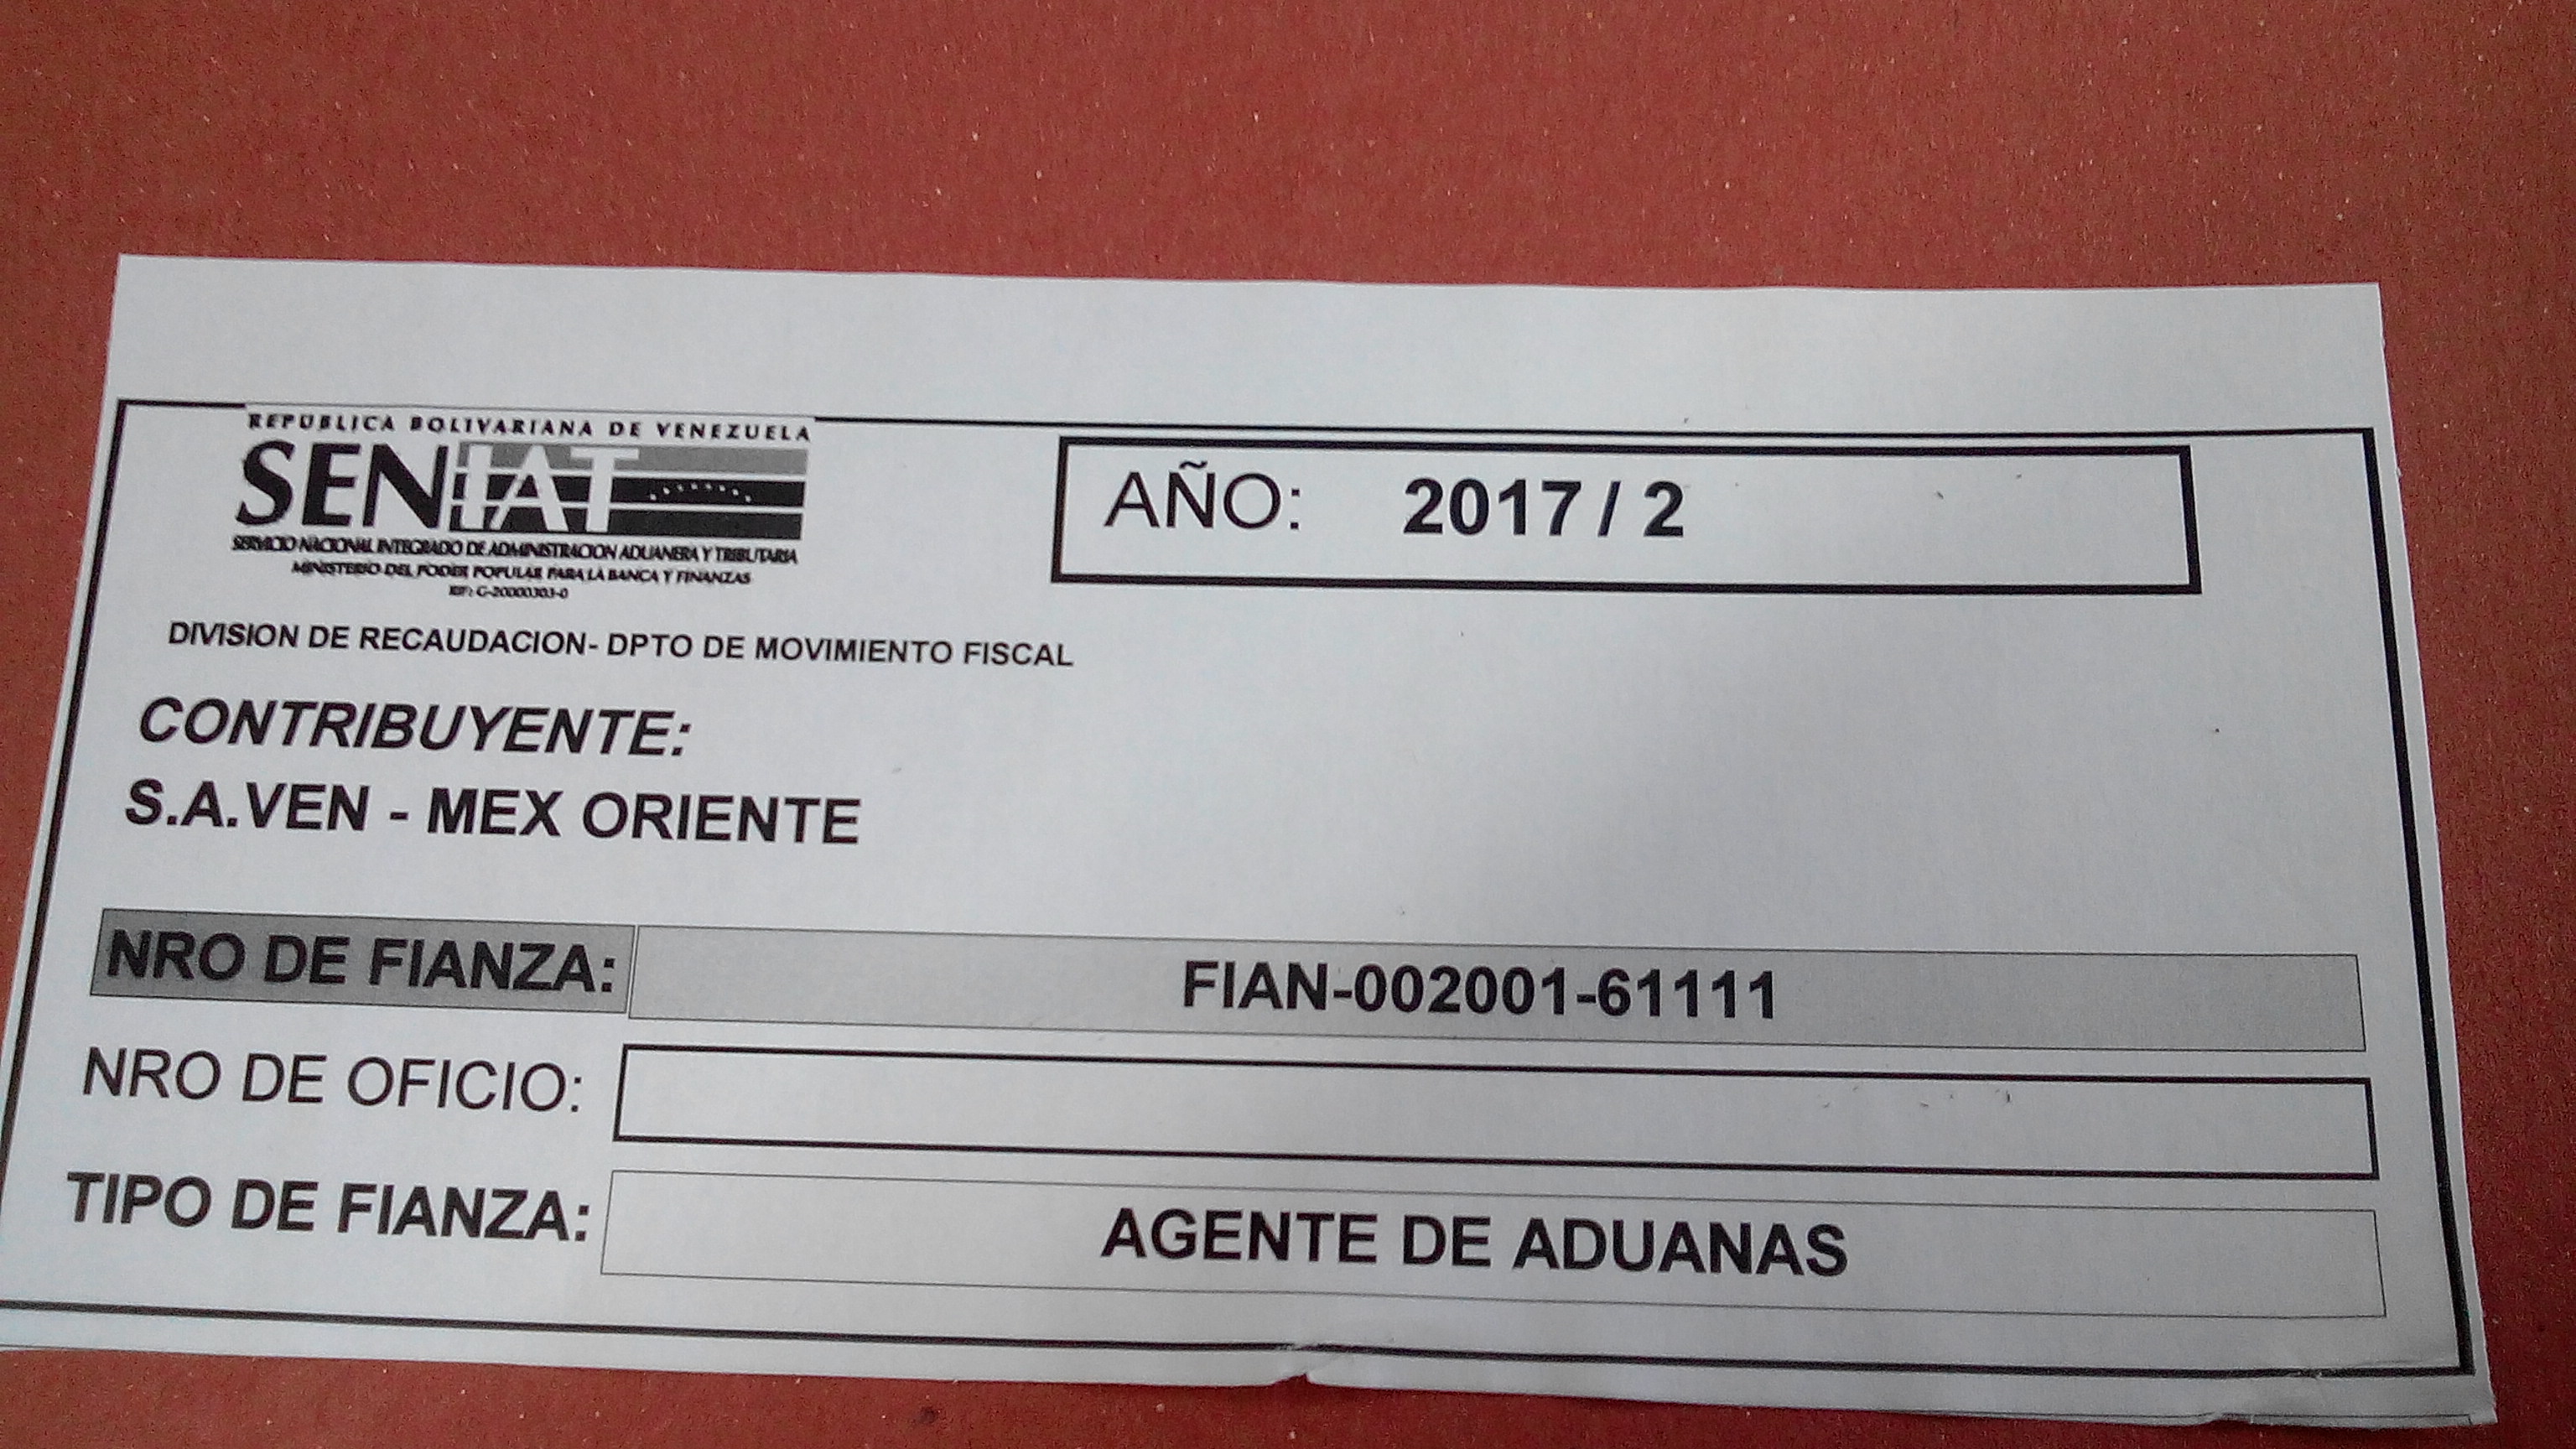 REPÚBLICA BOLIVARIANA DE VENEZUELA
SENIAT
SERVICIO NACIONAL INTEGRADO DE ADMINISTRACION ADUANERA Y TRIBUTARIA
MINISTERIO DEL PODER POPULAR PARA LA BANCA Y FINANZAS
RIF: G-20000303-0
AÑO: 2017 / 2
DIVISION DE RECAUDACION- DPTO DE MOVIMIENTO FISCAL
CONTRIBUYENTE:
S.A.VEN - MEX ORIENTE
NRO DE FIANZA: FIAN-002001-61111
NRO DE OFICIO:
TIPO DE FIANZA: AGENTE DE ADUANAS